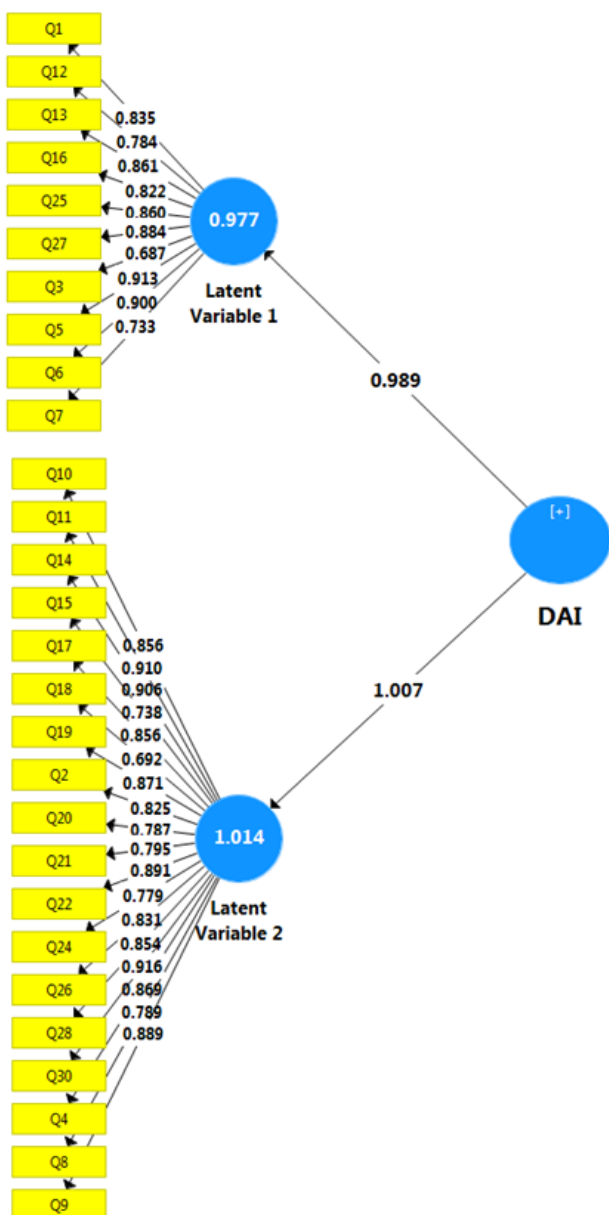 Q1
Q12
Q13
Q16
Q25
Q27
Q3
Q5
Q6
Q7
0.835
0.784
0.861
0.822
0.860
0.884
0.687
0.913
0.900
0.733
0.977
Latent
Variable 1
0.989
[+]
DAI
1.007
Q10
Q11
Q14
Q15
Q17
Q18
Q19
Q2
Q20
Q21
Q22
Q24
Q26
Q28
Q30
Q4
Q8
Q9
0.856
0.910
0.906
0.738
0.856
0.692
0.871
0.825
0.787
0.795
0.891
0.779
0.831
0.854
0.916
0.869
0.789
0.889
1.014
Latent
Variable 2